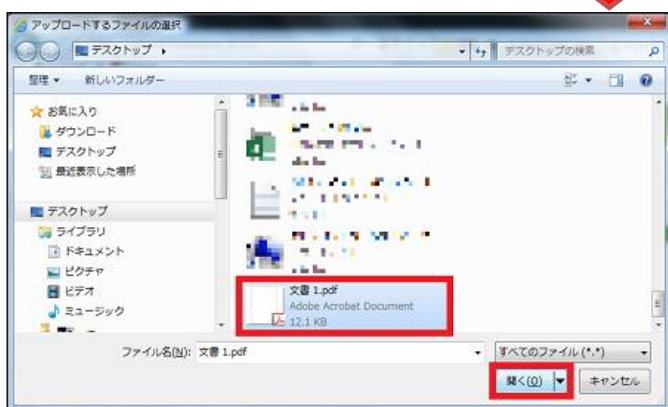 アップロードするファイルの選択
デスクトップ
デスクトップの検索
整理
新しいフォルダー
お気に入り
ダウンロード
デスクトップ
最近表示した場所
デスクトップ
ライブラリ
ドキュメント
ピクチャ
ビデオ
ミュージック
文書 1.pdf
Adobe Acrobat Document
12.1 KB
ファイル名(N): 文書 1.pdf
すべてのファイル (*.*)
開く(O)
キャンセル